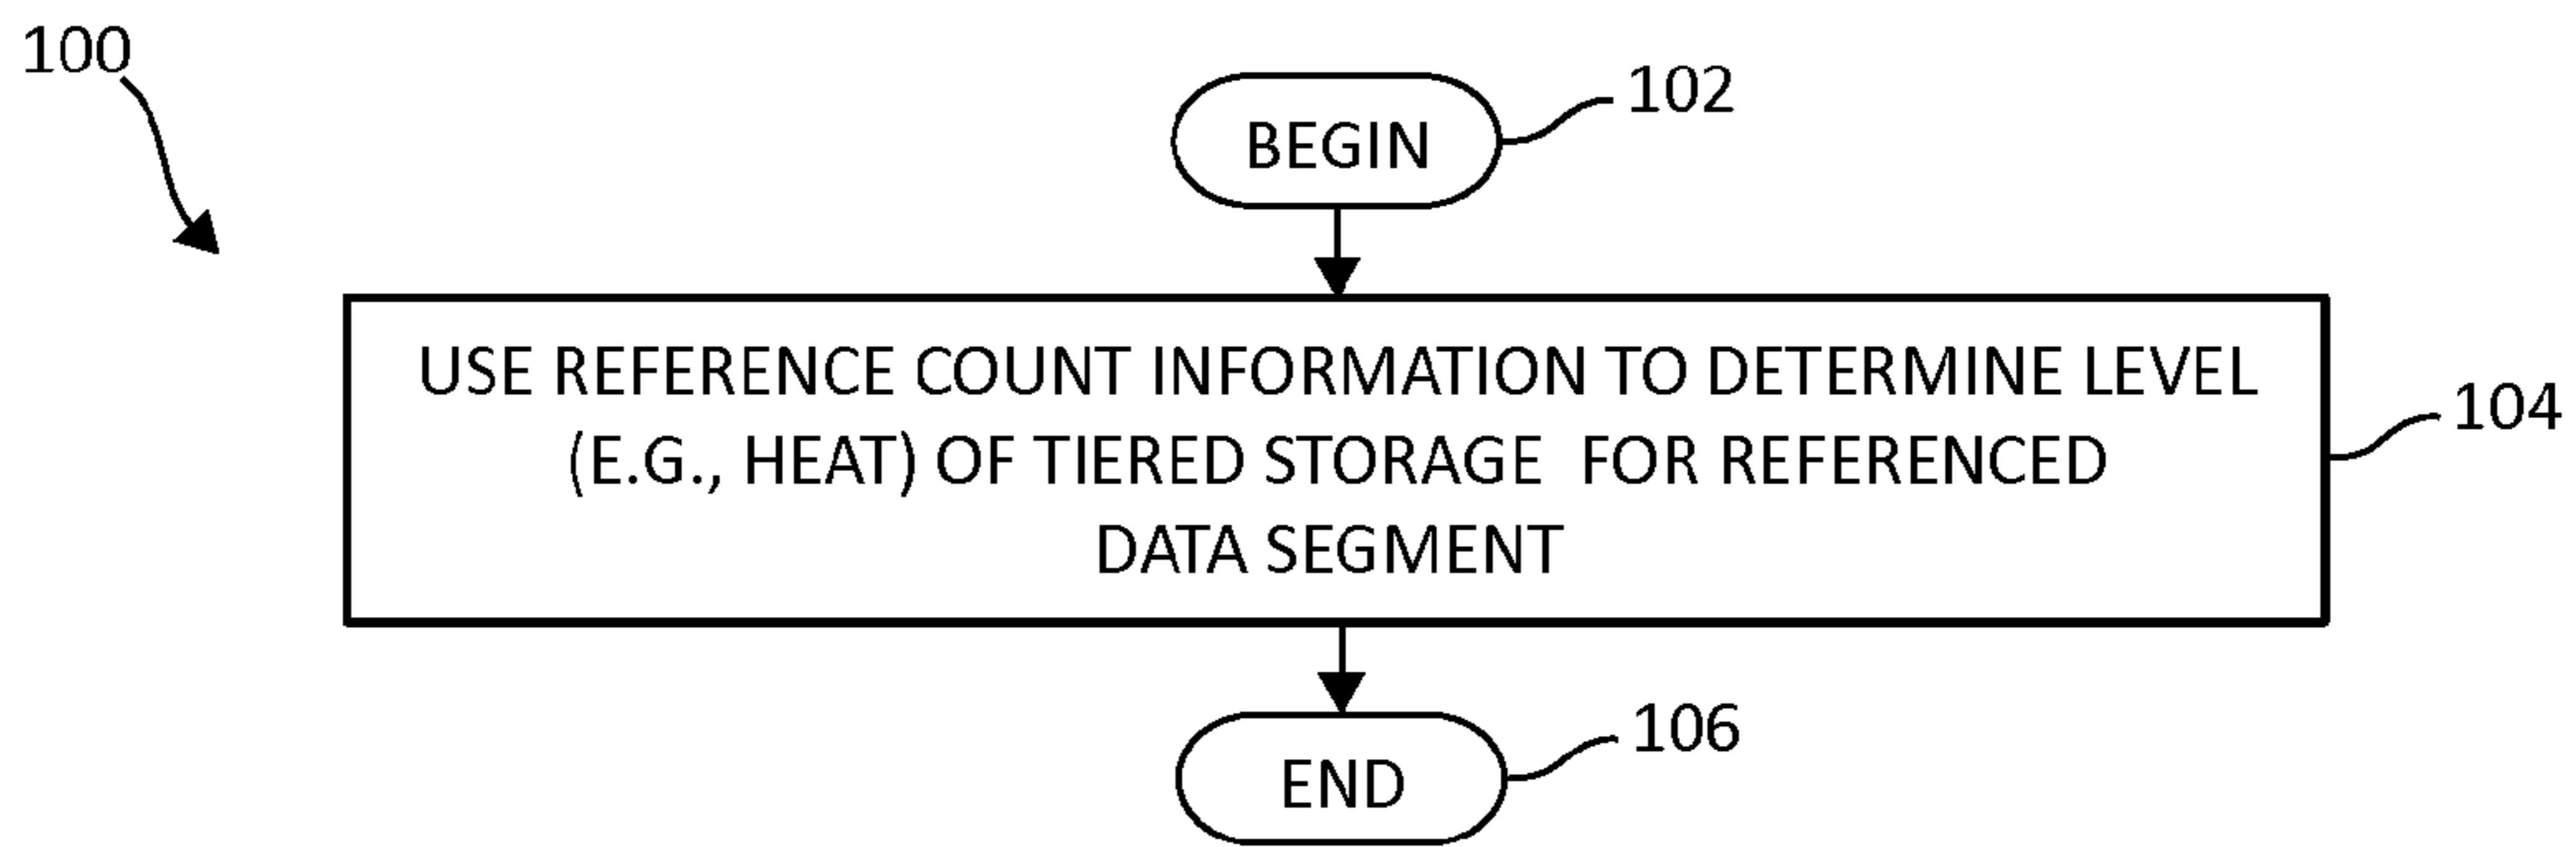 100
BEGIN
102
USE REFERENCE COUNT INFORMATION TO DETERMINE LEVEL
(E.G., HEAT) OF TIERED STORAGE FOR REFERENCED
DATA SEGMENT
104
END
106